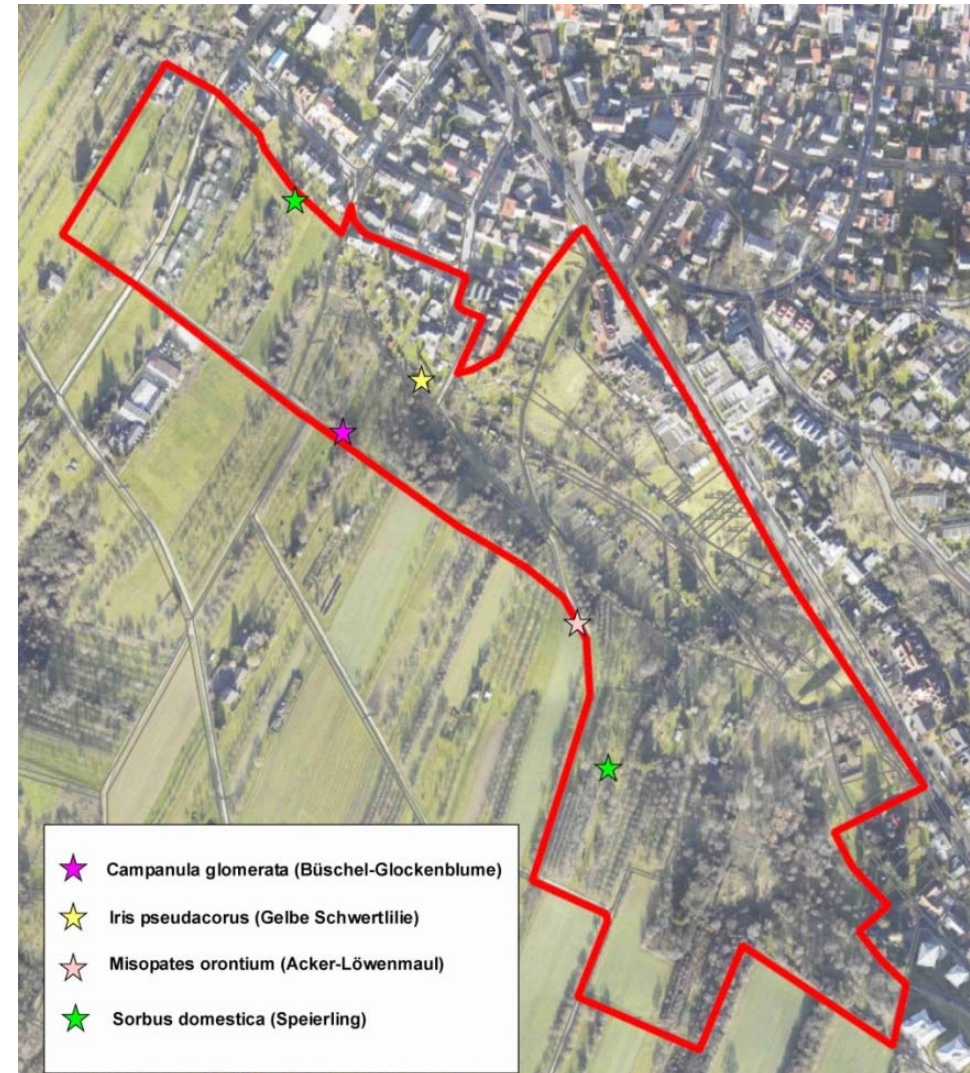 Campanula glomerata (Büschel-Glockenblume)
Iris pseudacorus (Gelbe Schwertlilie)
Misopates orontium (Acker-Löwenmaul)
Sorbus domestica (Speierling)